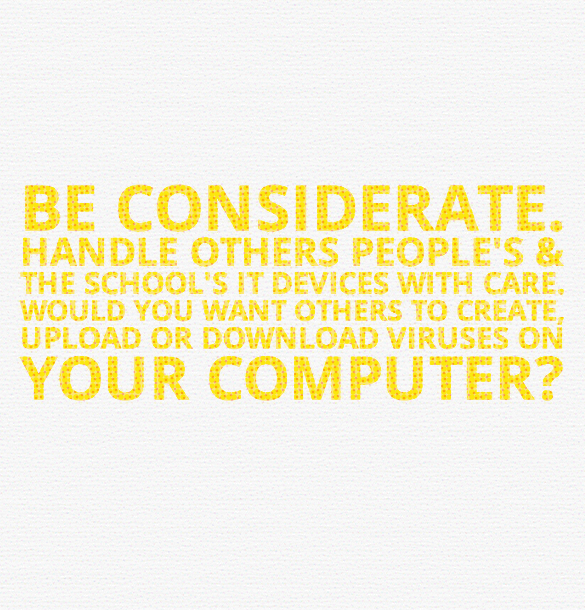 BE CONSIDERATE.
HANDLE OTHERS PEOPLE'S &
THE SCHOOL'S IT DEVICES WITH CARE.
WOULD YOU WANT OTHERS TO CREATE,
UPLOAD OR DOWNLOAD VIRUSES ON
YOUR COMPUTER?